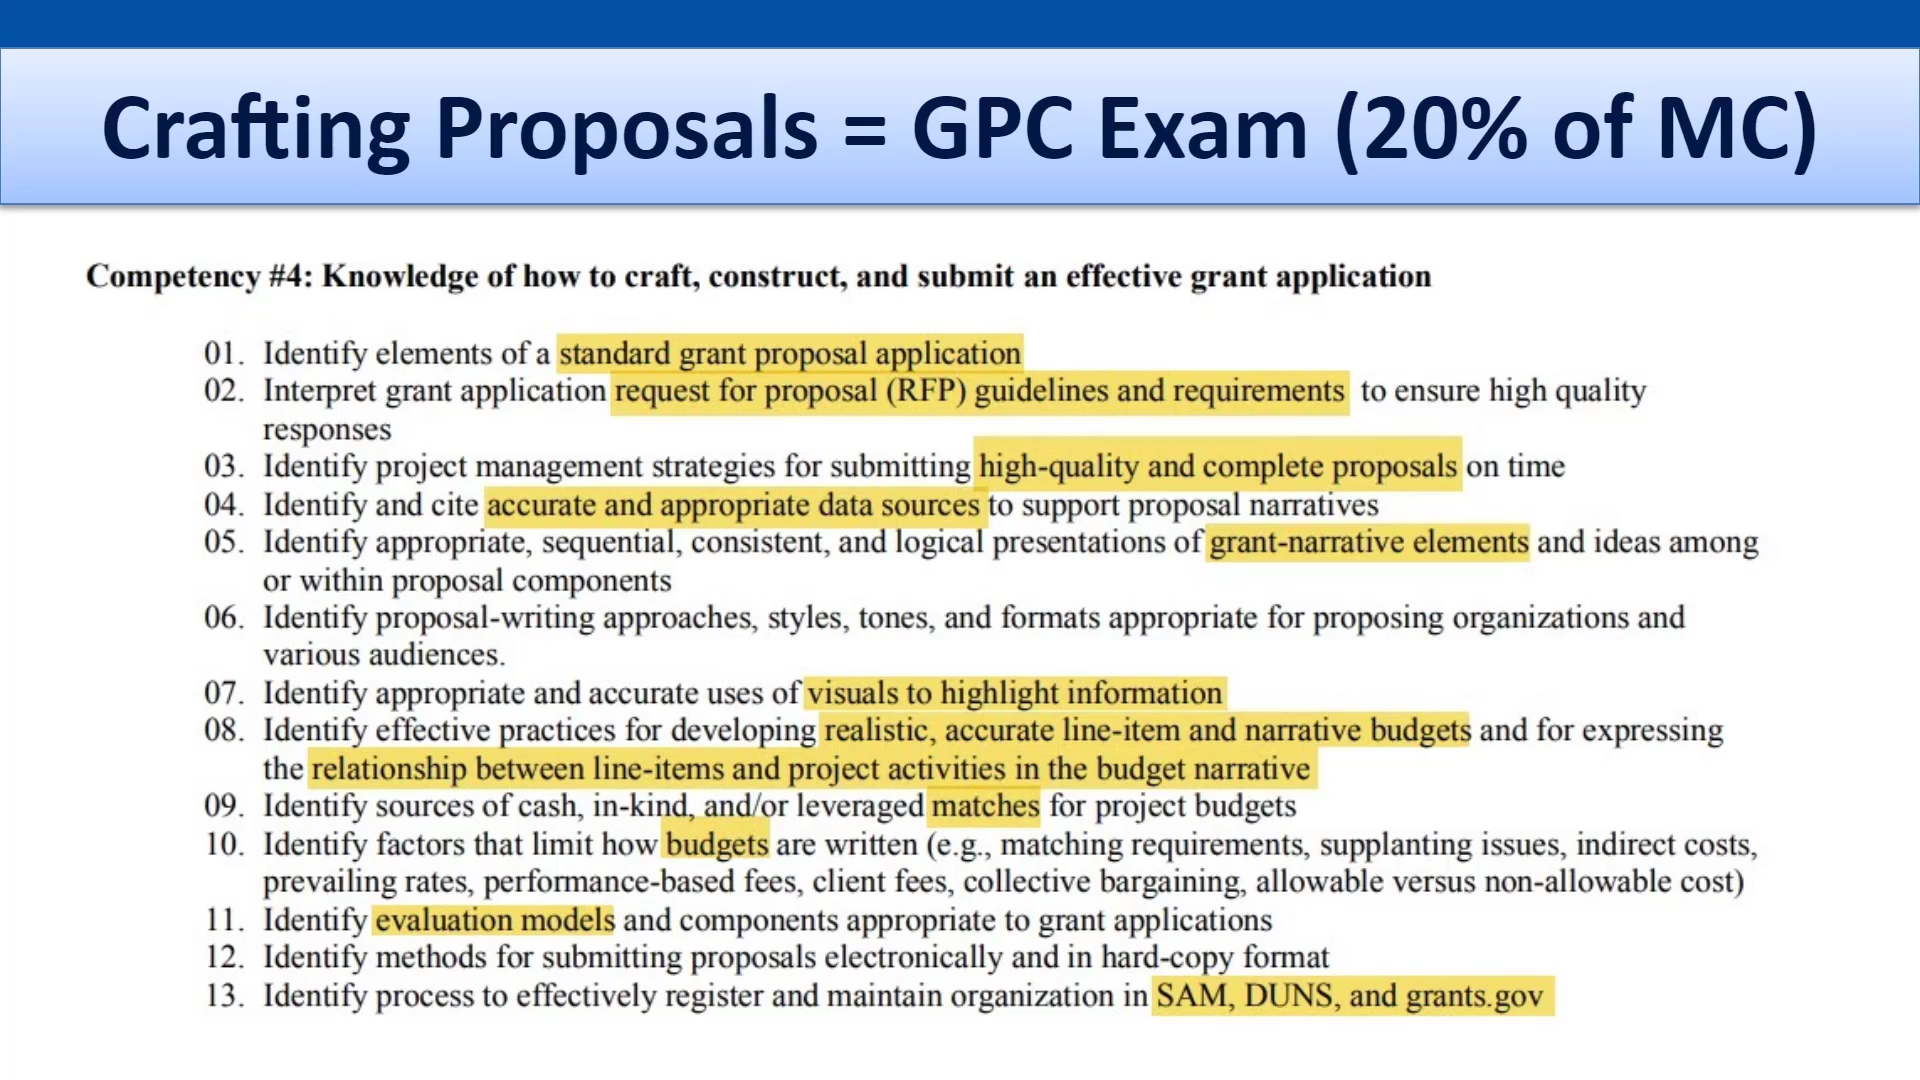 Crafting Proposals = GPC Exam (20% of MC)
Competency #4: Knowledge of how to craft, construct, and submit an effective grant application
01. Identify elements of a standard grant proposal application
02. Interpret grant application request for proposal (RFP) guidelines and requirements to ensure high quality
responses
03. Identify project management strategies for submitting high-quality and complete proposals on time
04. Identify and cite accurate and appropriate data sources to support proposal narratives
05. Identify appropriate, sequential, consistent, and logical presentations of grant-narrative elements and ideas among
or within proposal components
06. Identify proposal-writing approaches, styles, tones, and formats appropriate for proposing organizations and
various audiences.
07. Identify appropriate and accurate uses of visuals to highlight information
08. Identify effective practices for developing realistic, accurate line-item and narrative budgets and for expressing
the relationship between line-items and project activities in the budget narrative
09. Identify sources of cash, in-kind, and/or leveraged matches for project budgets
10. Identify factors that limit how budgets are written (e.g., matching requirements, supplanting issues, indirect costs,
prevailing rates, performance-based fees, client fees, collective bargaining, allowable versus non-allowable cost)
11. Identify evaluation models and components appropriate to grant applications
12. Identify methods for submitting proposals electronically and in hard-copy format
13. Identify process to effectively register and maintain organization in SAM, DUNS, and grants.gov